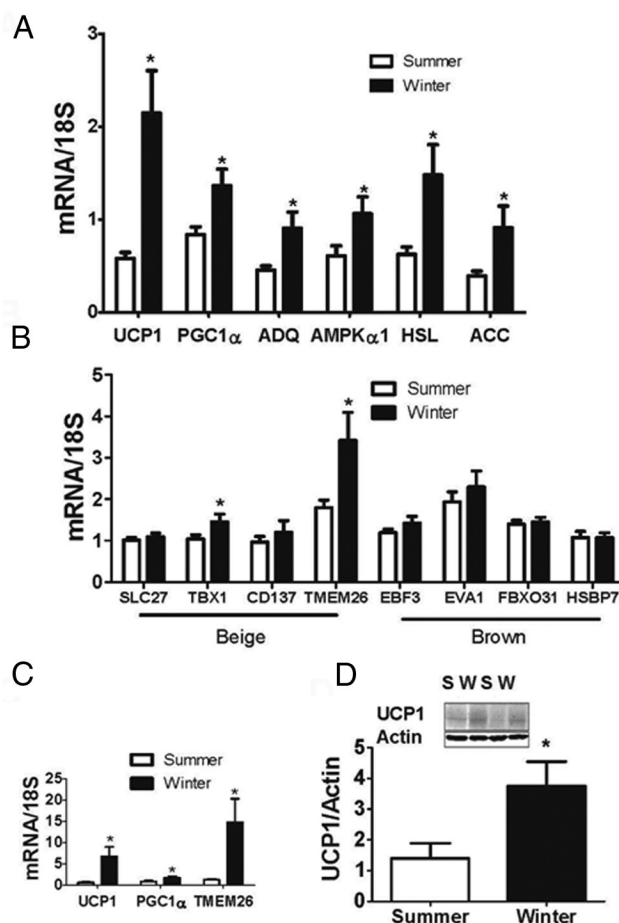 A
3
2
1
0
mRNA/18S
Summer
Winter
*
*
*
*
*
*
UCP1 PGC1α ADQ AMPKα1 HSL ACC
B
5
4
3
2
1
0
mRNA/18S
Summer
Winter
*
*
SLC27 TBX1 CD137 TMEM26 EBF3 EVA1 FBXO31 HSBP7
Beige Brown
C
25
20
15
10
5
0
mRNA/18S
Summer
Winter
*
*
*
UCP1 PGC1α TMEM26
D
S W S W
UCP1
Actin
5
4
3
2
1
0
UCP1/Actin
*
Summer Winter